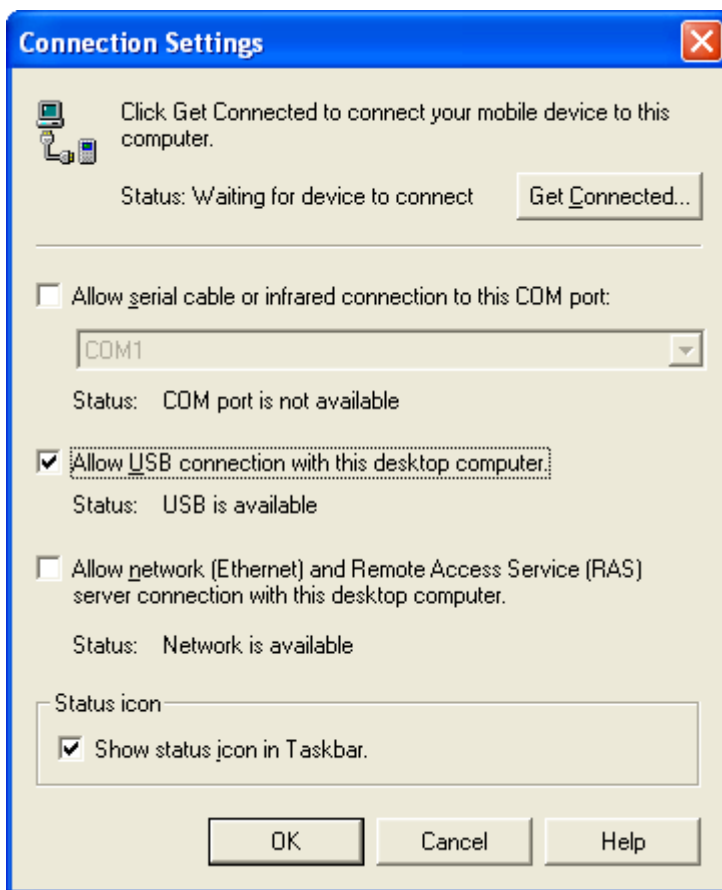 Connection Settings
Click Get Connected to connect your mobile device to this
computer.
Status: Waiting for device to connect
Get Connected...
Allow serial cable or infrared connection to this COM port:
COM1
Status: COM port is not available
Allow USB connection with this desktop computer.
Status: USB is available
Allow network (Ethernet) and Remote Access Service (RAS)
server connection with this desktop computer.
Status: Network is available
Status icon
Show status icon in Taskbar.
OK Cancel Help